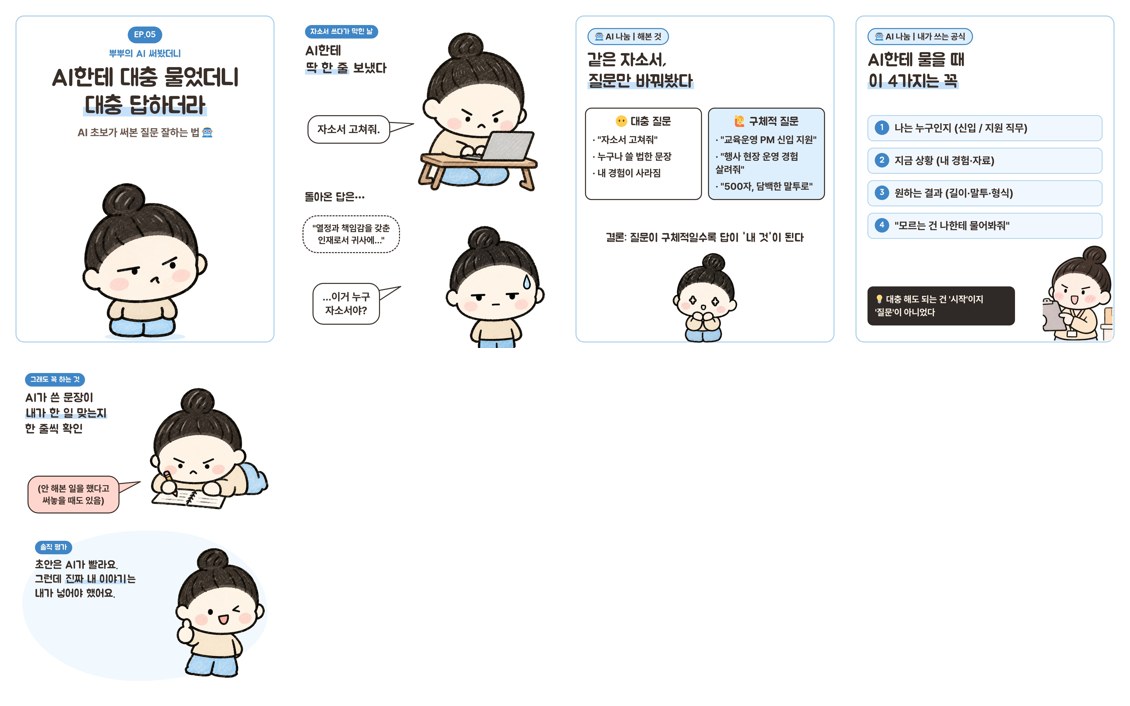 EP.05
뿌뿌의 AI 써봤더니
AI한테 대충 물었더니
대충 답하더라
AI 초보가 써본 질문 잘하는 법
자소서 쓰다가 막힌 날
AI한테
딱 한 줄 보냈다
자소서 고쳐줘.
돌아온 답은…
"열정과 책임감을 갖춘
인재로서 귀사에..."
...이거 누구
자소서야?
AI 나눔 | 해본 것
같은 자소서,
질문만 바꿔봤다
대충 질문
· "자소서 고쳐줘"
· 누구나 쓸 법한 문장
· 내 경험이 사라짐
구체적 질문
· "교육운영 PM 신입 지원"
· "행사 현장 운영 경험
살려줘"
· "500자, 담백한 말투로"
결론: 질문이 구체적일수록 답이 '내 것'이 된다
AI 나눔 | 내가 쓰는 공식
AI한테 물을 때
이 4가지는 꼭
1 나는 누구인지 (신입 / 지원 직무)
2 지금 상황 (내 경험·자료)
3 원하는 결과 (길이·말투·형식)
4 "모르는 건 나한테 물어봐줘"
대충 해도 되는 건 '시작'이지
'질문'이 아니었다
그래도 꼭 하는 것
AI가 쓴 문장이
내가 한 일 맞는지
한 줄씩 확인
(안 해본 일을 했다고
써놓을 때도 있음)
솔직 평가
초안은 AI가 빨라요.
그런데 진짜 내 이야기는
내가 넣어야 했어요.